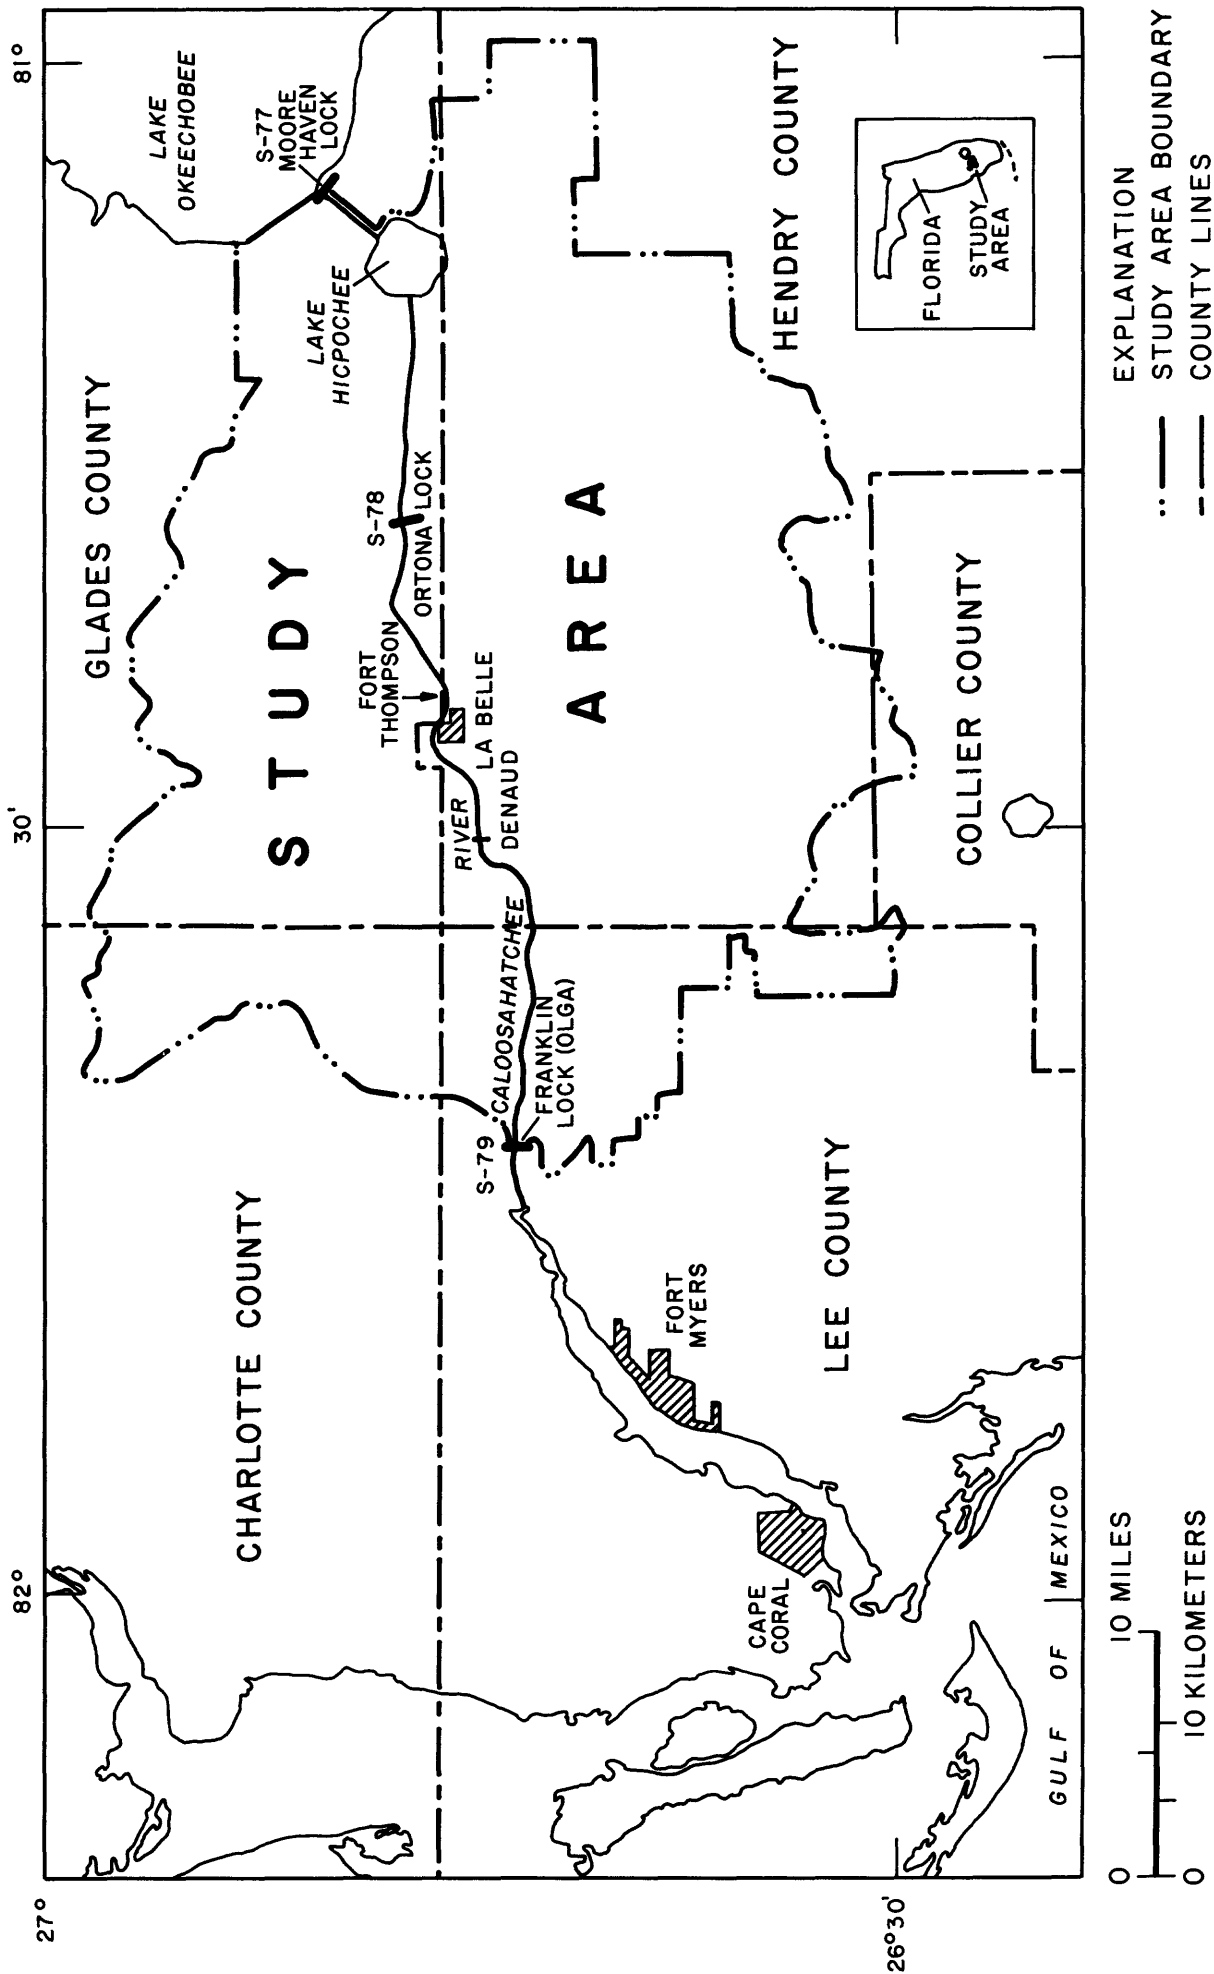 82°
30'
81°
27°
26°30'
CHARLOTTE COUNTY
GLADES COUNTY
LAKE
OKEECHOBEE
S-77
MOORE
HAVEN
LOCK
LAKE
HICPOCHEE
STUDY
AREA
S-78
ORTONA LOCK
FORT
THOMPSON
LA BELLE
DENAUD
CALOOSAHATCHEE RIVER
S-79
FRANKLIN
LOCK (OLGA)
FORT
MYERS
CAPE
CORAL
LEE COUNTY
HENDRY COUNTY
COLLIER COUNTY
GULF OF MEXICO
FLORIDA
STUDY
AREA
0 10 MILES
0 10 KILOMETERS
EXPLANATION
STUDY AREA BOUNDARY
COUNTY LINES